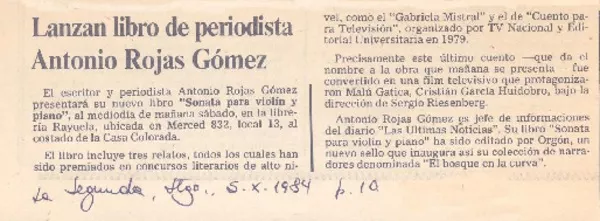 Lanzan libro de periodista
Antonio Rojas Gómez
El escritor y periodista Antonio Rojas Gómez
presentará su nuevo libro "Sonata para violín y
piano", al mediodía de mañana sábado, en la libre-
ría Rayuela, ubicada en Merced 832, local 13, al
costado de la Casa Colorada.
El libro incluye tres relatos, todos los cuales han
sido premiados en concursos literarios de alto ni-
vel, como el "Gabriela Mistral" y el de "Cuento pa-
ra Televisión", organizado por TV Nacional y Edi-
torial Universitaria en 1979.
Precisamente este último cuento —que da el
nombre a la obra que mañana se presenta— fue
convertido en una film televisivo que protagoniza-
ron Malú Gatica, Cristián García Huidobro, bajo
la dirección de Sergio Riesenberg.
Antonio Rojas Gómez es jefe de informaciones
del diario "Las Ultimas Noticias". Su libro "Sonata
para violín y piano" ha sido editado por Orgón, un
nuevo sello que inaugura así su colección de narra-
dores denominada "El bosque en la curva".
La Segunda, Stgo., 5-X-1984 p. 10